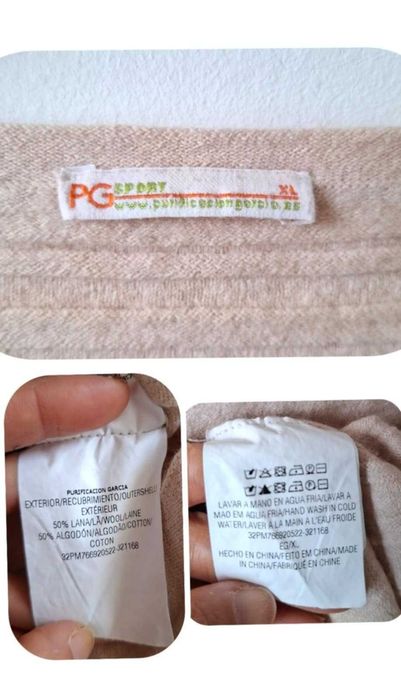 PG SPORT XL
www.purificaciongarcia.es
PURIFICACION GARCIA
EXTERIOR/RECUBRIMIENTO/OUTERSHELL/
EXTÉRIEUR
50% LANA/LÃ/WOOL/LAINE
50% ALGODÓN/ALGODÃO/COTTON/
COTON
32PM766920522-321168
LAVAR A MANO EN AGUA FRIA/LAVAR A
MAO EM AGUA FRIA/HAND WASH IN COLD
WATER/LAVER À LA MAIN A L'EAU FROIDE
32PM766920522-321168
EG/XL
HECHO EN CHINA/FEITO EM CHINA/MADE
IN CHINA/FABRIQUÉ EN CHINE